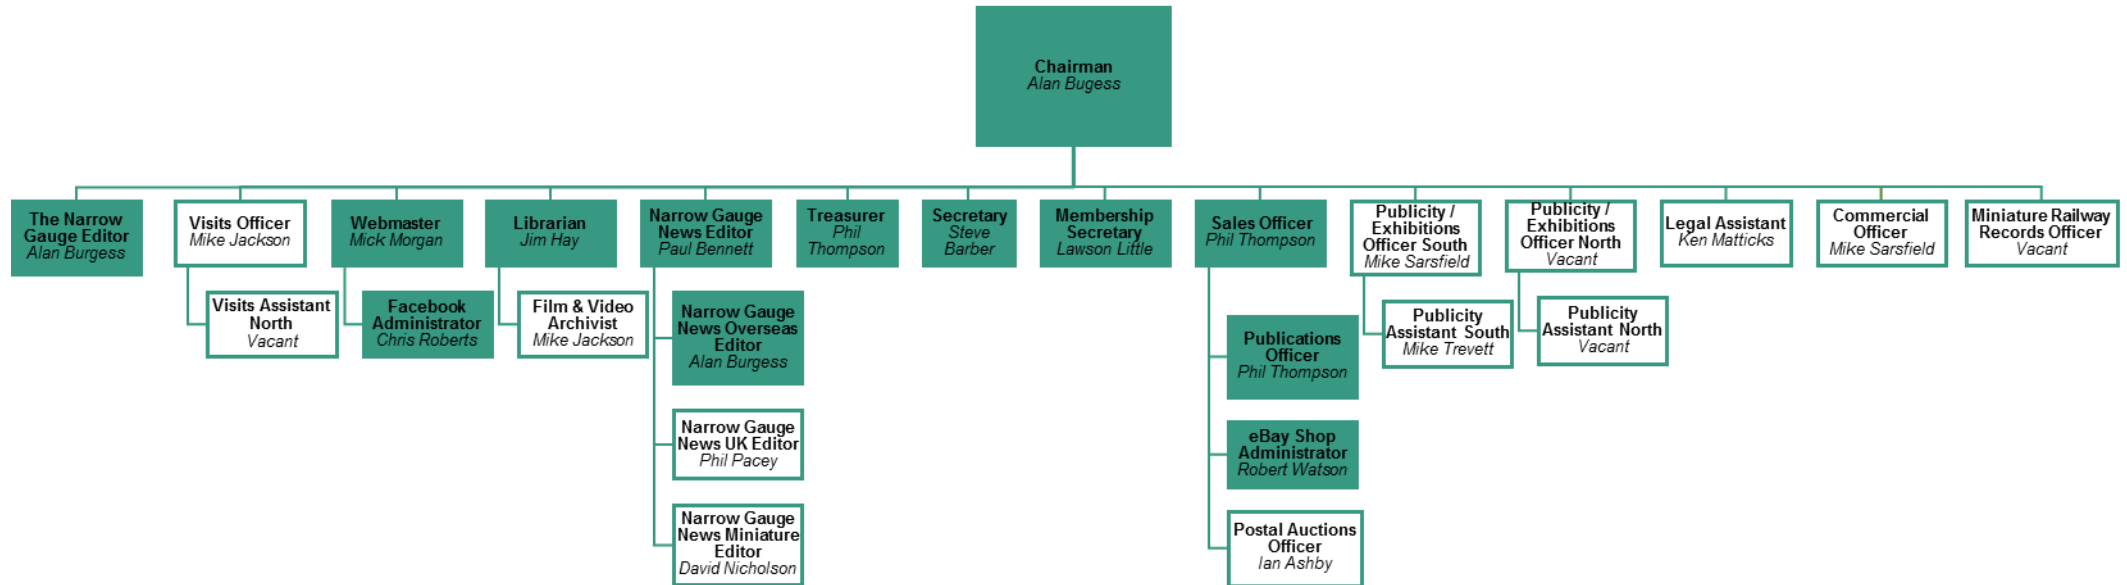 Chairman
Alan Bugess
The Narrow
Gauge Editor
Alan Burgess
Visits Officer
Mike Jackson
Webmaster
Mick Morgan
Librarian
Jim Hay
Narrow Gauge
News Editor
Paul Bennett
Treasurer
Phil
Thompson
Secretary
Steve
Barber
Membership
Secretary
Lawson Little
Sales Officer
Phil Thompson
Publicity /
Exhibitions
Officer South
Mike Sarsfield
Publicity /
Exhibitions
Officer North
Vacant
Legal Assistant
Ken Matticks
Commercial
Officer
Mike Sarsfield
Miniature Railway
Records Officer
Vacant
Visits Assistant
North
Vacant
Facebook
Administrator
Chris Roberts
Film & Video
Archivist
Mike Jackson
Narrow Gauge
News Overseas
Editor
Alan Burgess
Narrow Gauge
News UK Editor
Phil Pacey
Narrow Gauge
News Miniature
Editor
David Nicholson
Publications
Officer
Phil Thompson
eBay Shop
Administrator
Robert Watson
Postal Auctions
Officer
Ian Ashby
Publicity
Assistant South
Mike Trevett
Publicity
Assistant North
Vacant